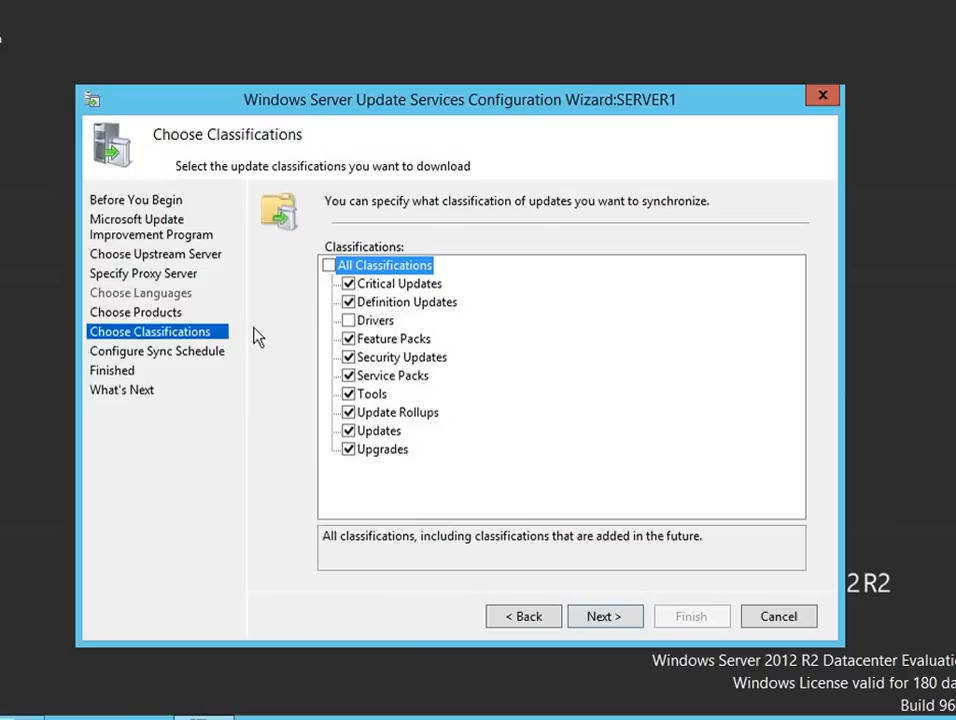 Windows Server Update Services Configuration Wizard:SERVER1
Choose Classifications
Select the update classifications you want to download
Before You Begin
Microsoft Update
Improvement Program
Choose Upstream Server
Specify Proxy Server
Choose Languages
Choose Products
Choose Classifications
Configure Sync Schedule
Finished
What's Next
You can specify what classification of updates you want to synchronize.
Classifications:
All Classifications
Critical Updates
Definition Updates
Drivers
Feature Packs
Security Updates
Service Packs
Tools
Update Rollups
Updates
Upgrades
All classifications, including classifications that are added in the future.
< Back
Next >
Finish
Cancel
2 R2
Windows Server 2012 R2 Datacenter Evaluati
Windows License valid for 180 da
Build 96